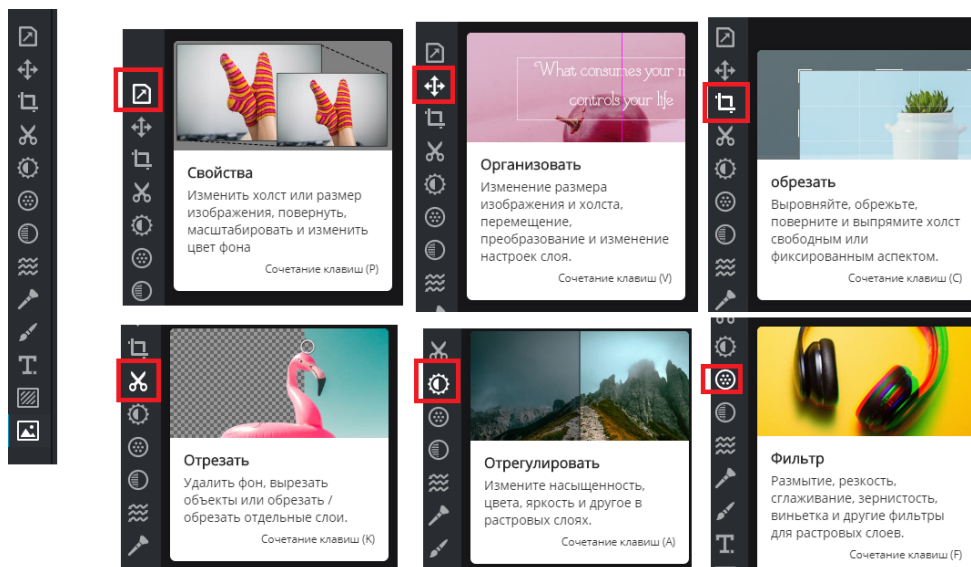 Свойства
Изменить холст или размер
изображения, повернуть,
масштабировать и изменить
цвет фона
Сочетание клавиш (P)
What consumes your m
controls your life
Организовать
Изменение размера
изображения и холста,
перемещение,
преобразование и изменение
настроек слоя.
Сочетание клавиш (V)
обрезать
Выровняйте, обрежьте,
поверните и выпрямите холст
свободным или
фиксированным аспектом.
Сочетание клавиш (C)
Отрезать
Удалить фон, вырезать
объекты или обрезать /
обрезать отдельные слои.
Сочетание клавиш (K)
Отрегулировать
Измените насыщенность,
цвета, яркость и другое в
растровых слоях.
Сочетание клавиш (A)
Фильтр
Размытие, резкость,
сглаживание, зернистость,
виньетка и другие фильтры
для растровых слоев.
Сочетание клавиш (F)